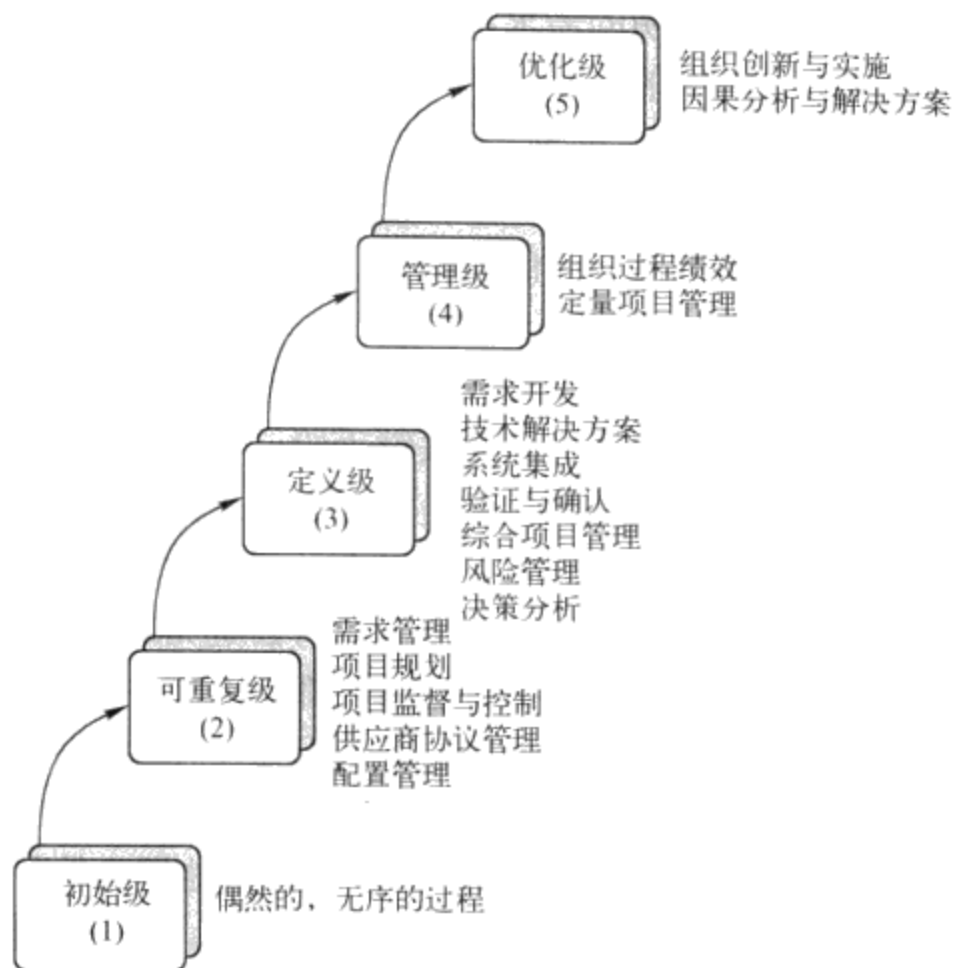 优化级
(5)
组织创新与实施
因果分析与解决方案
管理级
(4)
组织过程绩效
定量项目管理
定义级
(3)
需求开发
技术解决方案
系统集成
验证与确认
综合项目管理
风险管理
决策分析
可重复级
(2)
需求管理
项目规划
项目监督与控制
供应商协议管理
配置管理
初始级
(1)
偶然的，无序的过程